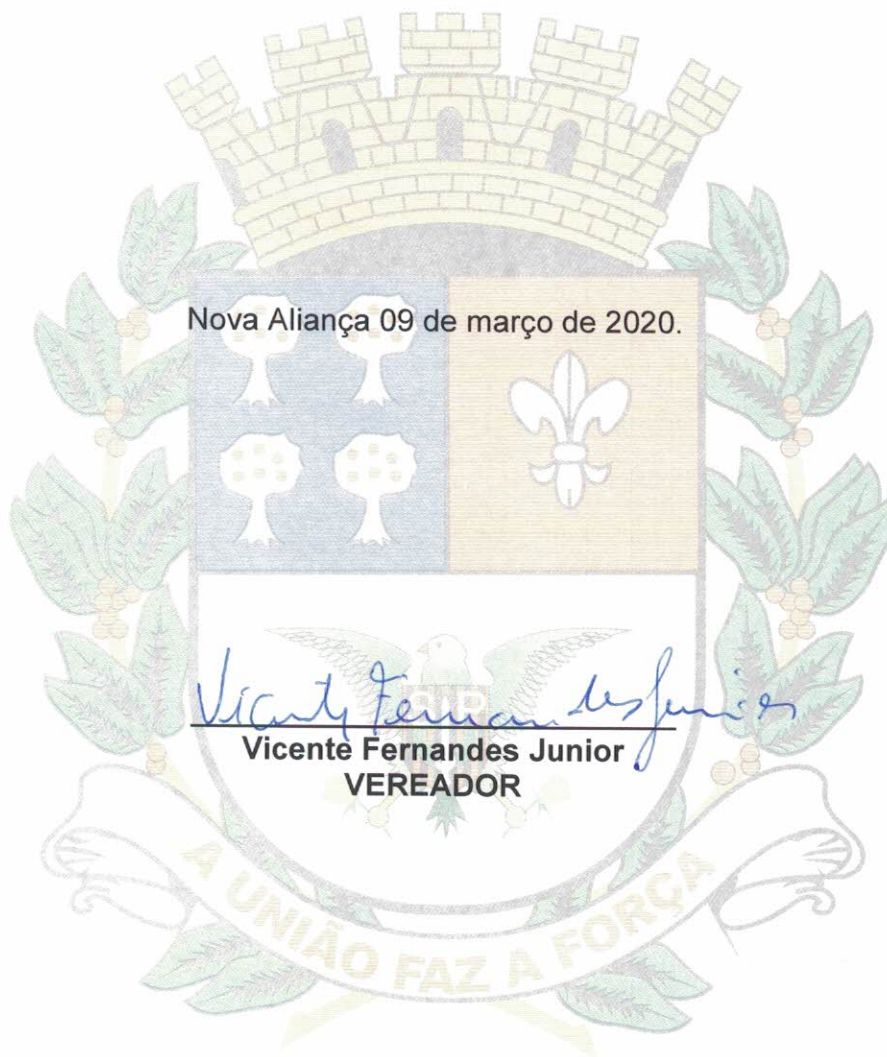 Nova Aliança 09 de março de 2020.
Vicente Fernandes Junior
Vicente Fernandes Junior
VEREADOR
A UNIÃO FAZ A FORÇA